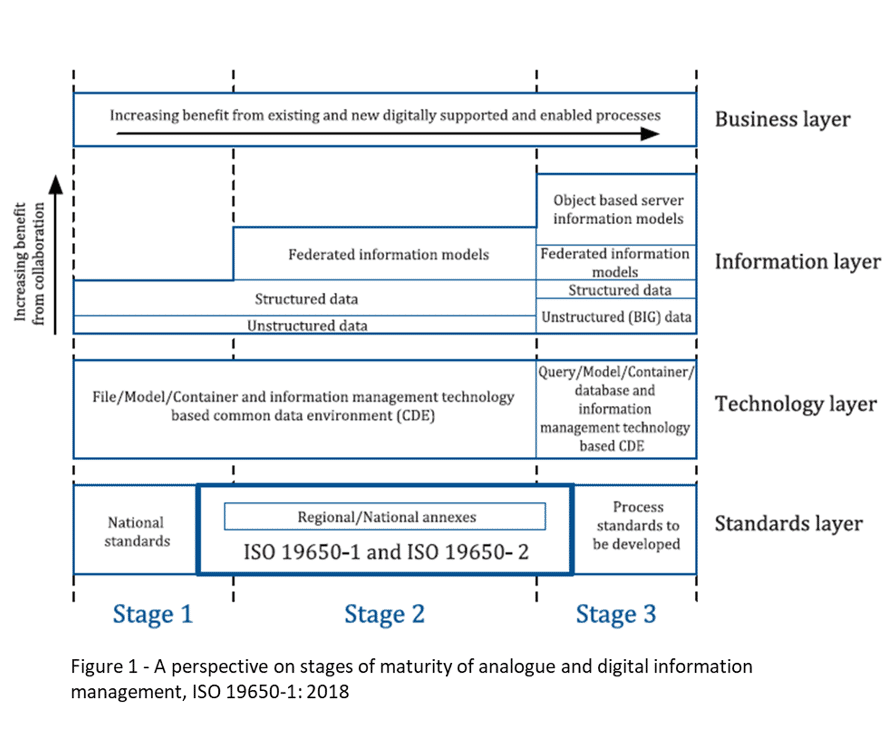 Increasing benefit from existing and new digitally supported and enabled processes
Business layer
Increasing benefit
from collaboration
Object based server
information models
Federated information models
Federated information
models
Information layer
Structured data
Structured data
Unstructured data
Unstructured (BIG) data
File/Model/Container and information management technology
based common data environment (CDE)
Query/Model/Container/
database and
information
management technology
based CDE
Technology layer
National
standards
Regional/National annexes
ISO 19650-1 and ISO 19650- 2
Process
standards to
be developed
Standards layer
Stage 1
Stage 2
Stage 3
Figure 1 - A perspective on stages of maturity of analogue and digital information
management, ISO 19650-1: 2018